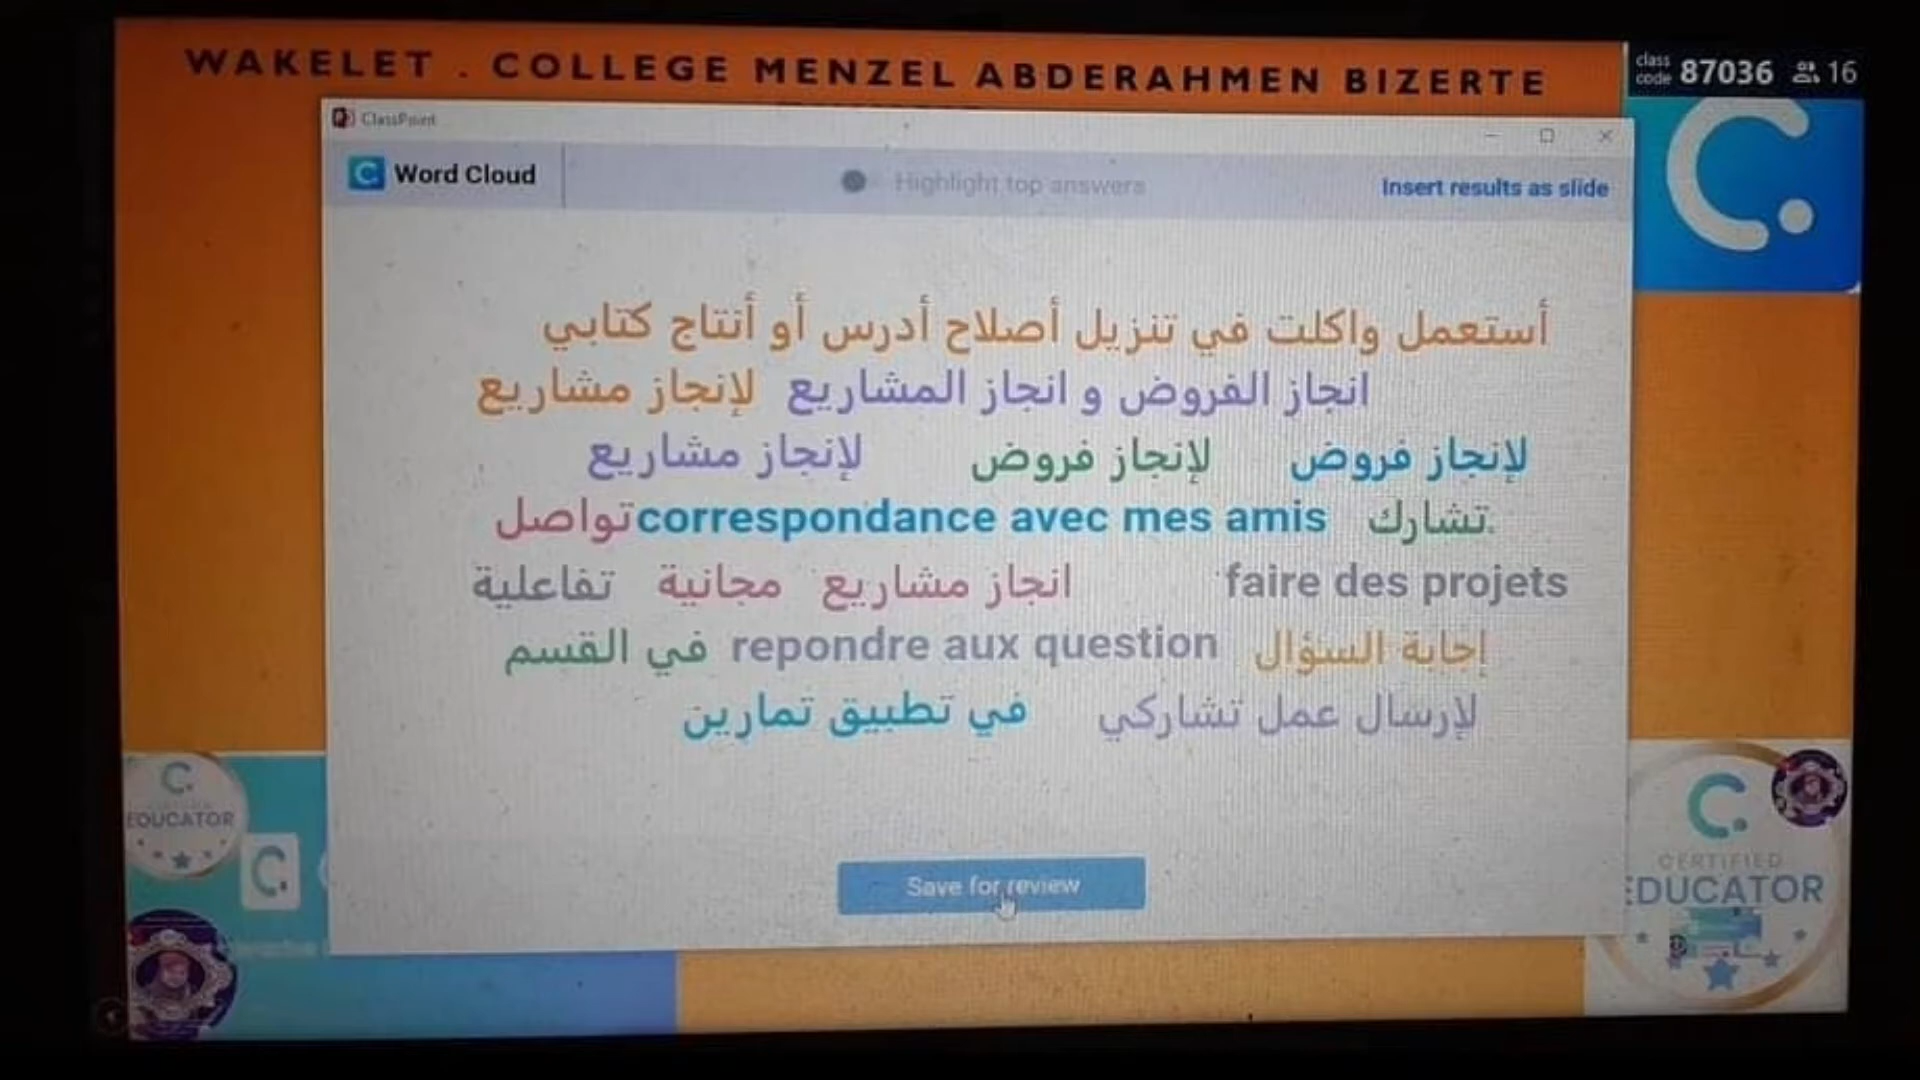 WAKELET . COLLEGE MENZEL ABDERAHMEN BIZERTE
class code 87036 16
ClassPoint
Word Cloud
Highlight top answers
Insert results as slide
أستعمل واكلت في تنزيل أصلاح أدرس أو أنتاج كتابي
انجاز الفروض و انجاز المشاريع لإنجاز مشاريع
لإنجاز فروض لإنجاز فروض لإنجاز مشاريع
تشارك correspondance avec mes amis تواصل
faire des projets انجاز مشاريع مجانية تفاعلية
إجابة السؤال repondre aux question في القسم
لإرسال عمل تشاركي في تطبيق تمارين
Save for review
EDUCATOR
CERTIFIED
EDUCATOR